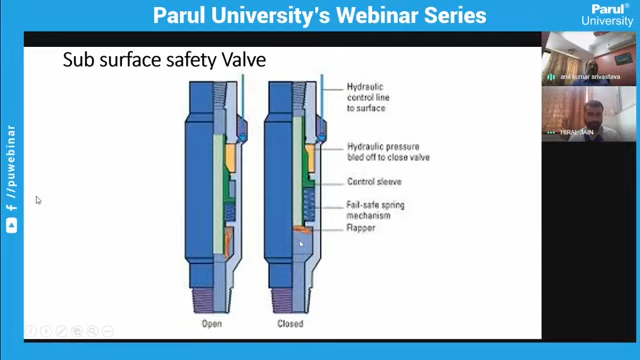 Parul University's Webinar Series
Parul®
University
Sub surface safety Valve
Hydraulic
control line
to surface
Hydraulic pressure
bled off to close valve
Control sleeve
Fail-safe spring
mechanism
Flapper
Open
Closed
//puwebinar
anil kumar srivastava
HIRAL JAIN